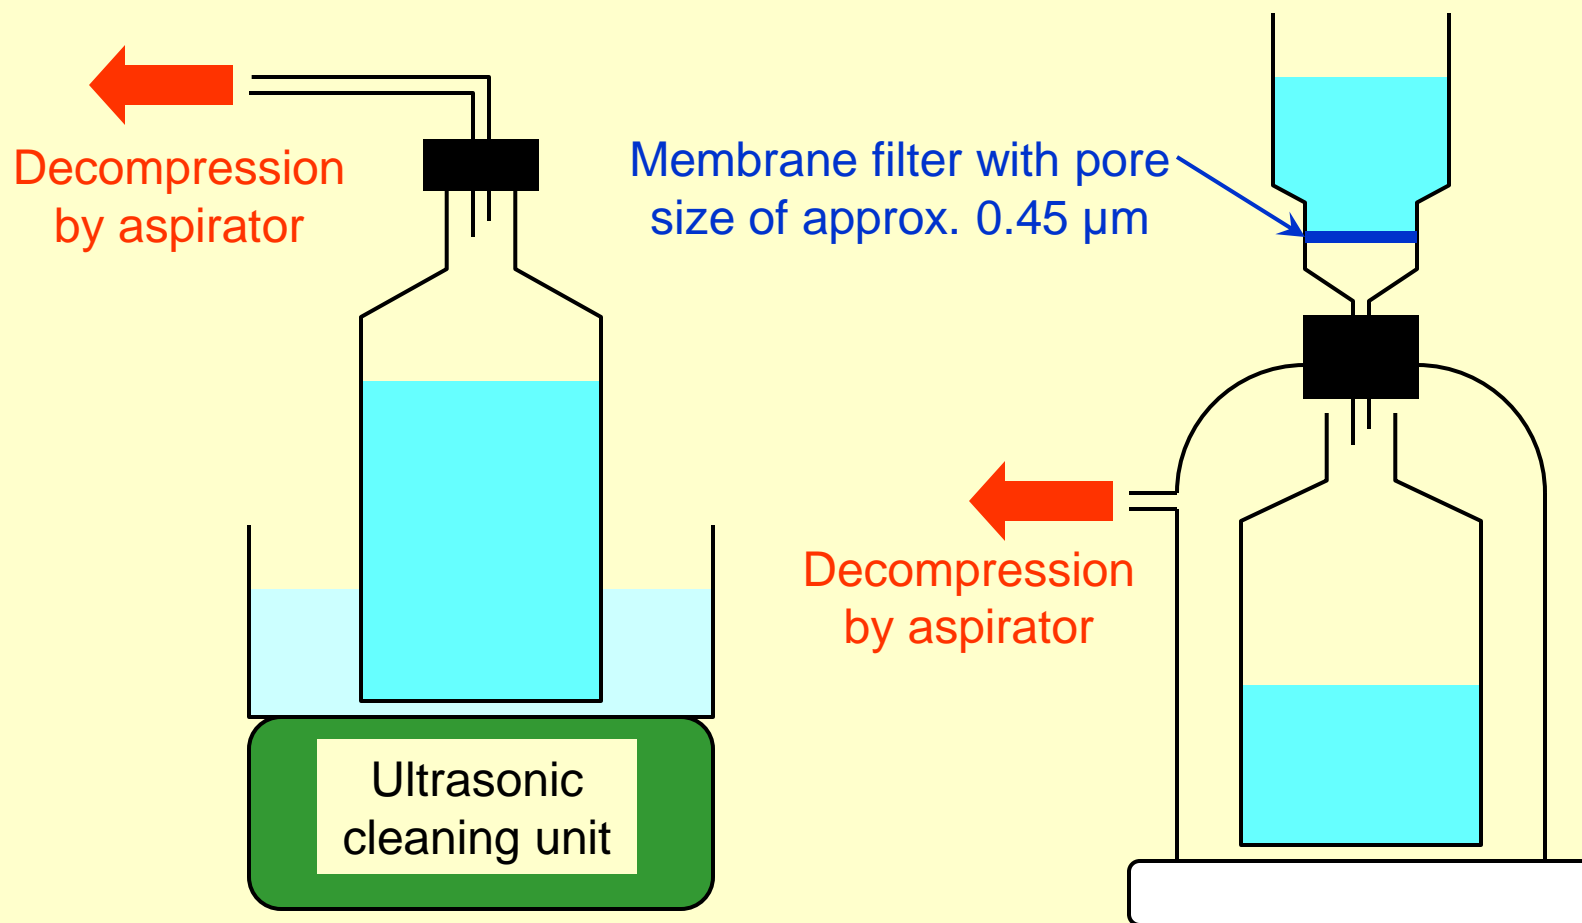 Decompression
by aspirator
Membrane filter with pore
size of approx. 0.45 µm
Decompression
by aspirator
Ultrasonic
cleaning unit